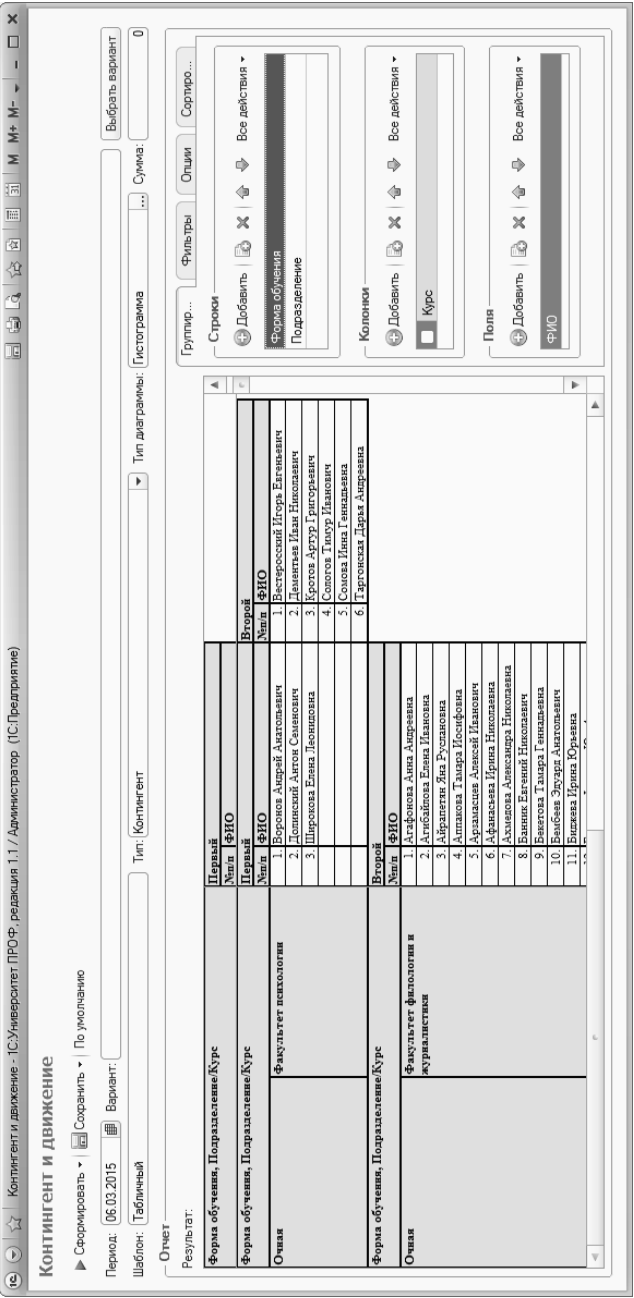 Контингент и движение - 1С:Университет ПРОФ, редакция 1.1 / Администратор (1С:Предприятие)
M M+ M-
Контингент и движение
Сформировать Сохранить По умолчанию
Период: 06.03.2015 Вариант: Выбрать вариант
Шаблон: Табличный Тип: Контингент Тип диаграммы: Гистограмма ... Сумма: 0
Отчет
Результат:
Форма обучения, Подразделение/Курс Первый
№п/п ФИО
Форма обучения, Подразделение/Курс Первый Второй
№п/п ФИО №п/п ФИО
Очная Факультет психологии 1. Воронов Андрей Анатольевич 1. Вестеросский Игорь Евгеньевич
2. Долинский Антон Семенович 2. Дементьев Иван Николаевич
3. Широкова Елена Леонидовна 3. Кротов Артур Григорьевич
4. Сологов Тимур Иванович
5. Сомова Инна Геннадьевна
6. Таргонская Дарья Андреевна
Форма обучения, Подразделение/Курс Второй
№п/п ФИО
Очная Факультет филологии и журналистики 1. Агафонова Анна Андреевна
2. Агибайлова Елена Ивановна
3. Айрапетян Яна Руслановна
4. Аппакова Тамара Иосифовна
5. Арзамасцев Алексей Иванович
6. Афанасьева Ирина Николаевна
7. Ахмедова Александра Николаевна
8. Банник Евгений Николаевич
9. Бекетова Тамара Геннадьевна
10. Бембеев Эдуард Анатольевич
11. Биджева Ирина Юрьевна
Группир... Фильтры Опции Сортиро...
Строки
Добавить Все действия
Форма обучения
Подразделение
Колонки
Добавить Все действия
Курс
Поля
Добавить Все действия
ФИО